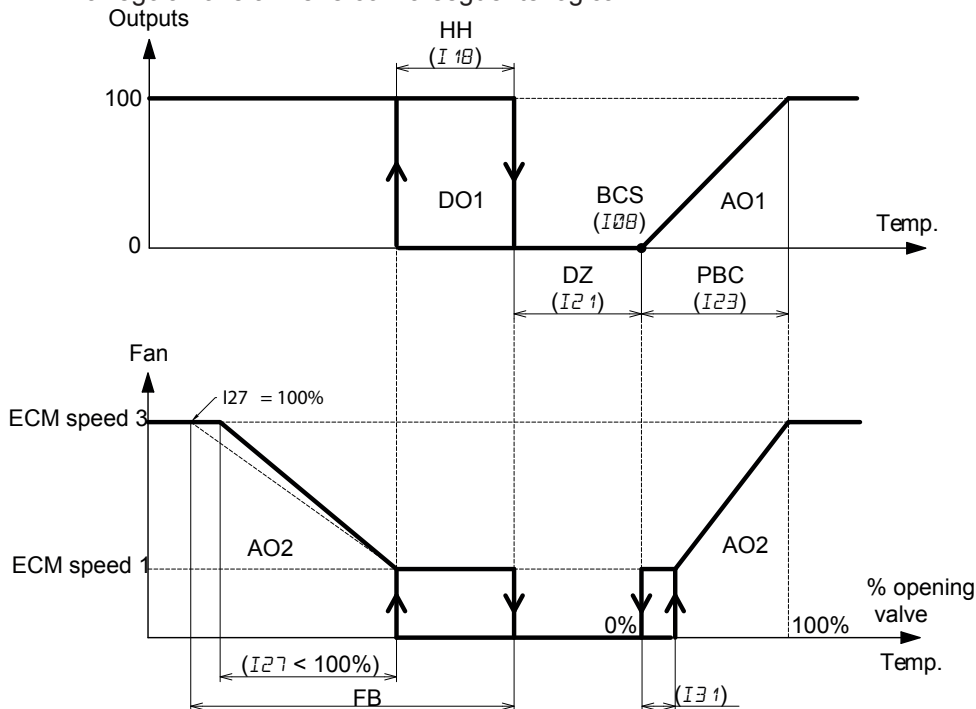 Outputs
HH
(I18)
100
DO1
BCS
(I08)
AO1
Temp.
0
DZ
(I21)
PBC
(I23)
Fan
I27 = 100%
ECM speed 3
AO2
AO2
ECM speed 1
% opening
valve
0%
100%
Temp.
(I27 < 100%)
(I31)
FB